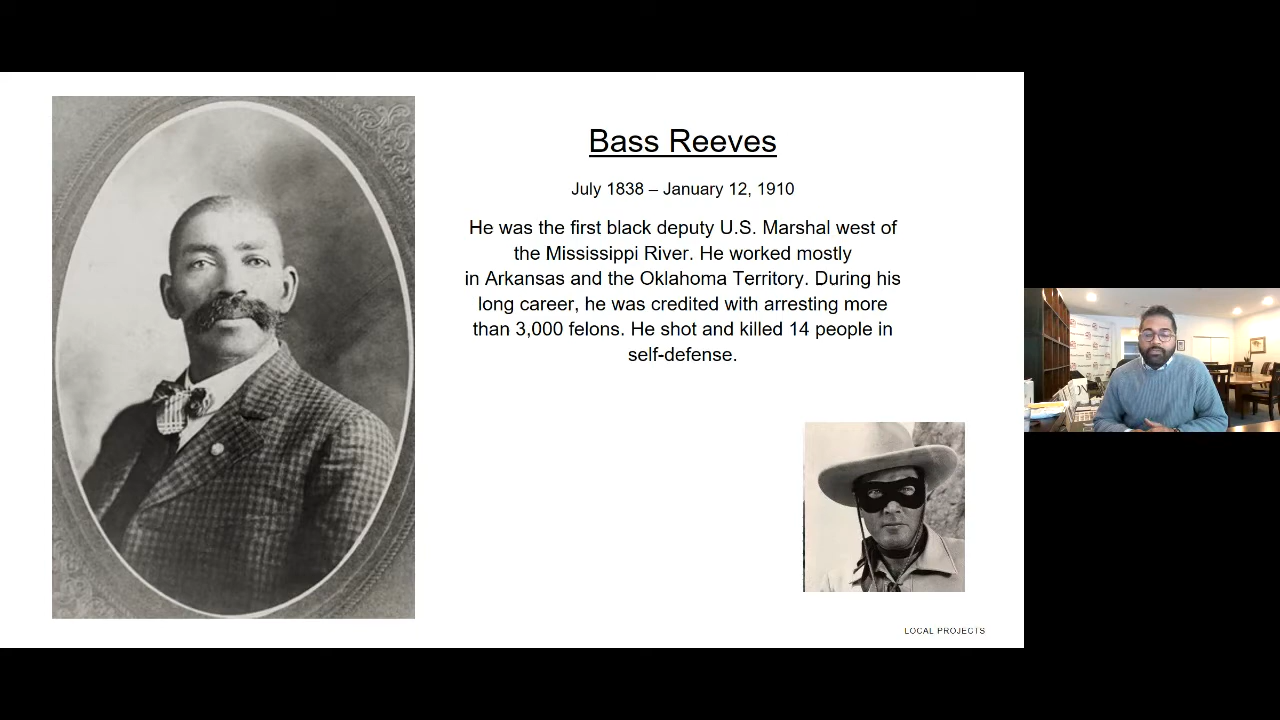 Bass Reeves
July 1838 – January 12, 1910
He was the first black deputy U.S. Marshal west of
the Mississippi River. He worked mostly
in Arkansas and the Oklahoma Territory. During his
long career, he was credited with arresting more
than 3,000 felons. He shot and killed 14 people in
self-defense.
LOCAL PROJECTS